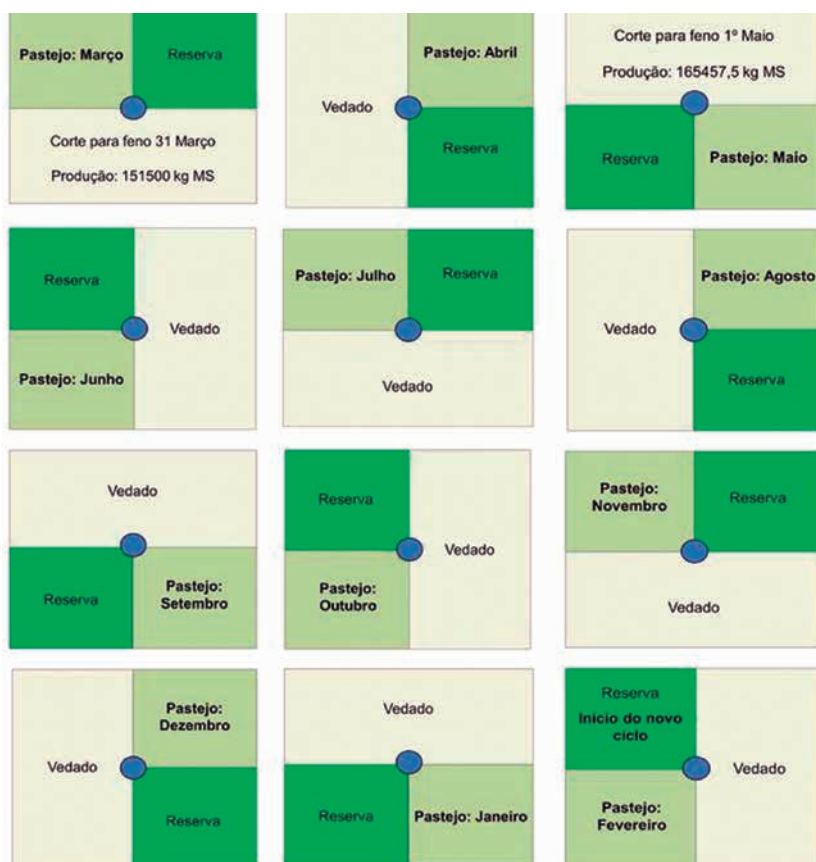 Pastejo: Março
Reserva
Corte para feno 31 Março
Produção: 151500 kg MS
Pastejo: Abril
Vedado
Reserva
Corte para feno 1º Maio
Produção: 165457,5 kg MS
Reserva
Pastejo: Maio
Reserva
Vedado
Pastejo: Junho
Pastejo: Julho
Reserva
Vedado
Pastejo: Agosto
Vedado
Reserva
Vedado
Reserva
Pastejo:
Setembro
Reserva
Vedado
Pastejo:
Outubro
Pastejo:
Novembro
Reserva
Vedado
Pastejo:
Dezembro
Vedado
Reserva
Vedado
Reserva
Pastejo: Janeiro
Reserva
Início do novo
ciclo
Vedado
Pastejo:
Fevereiro